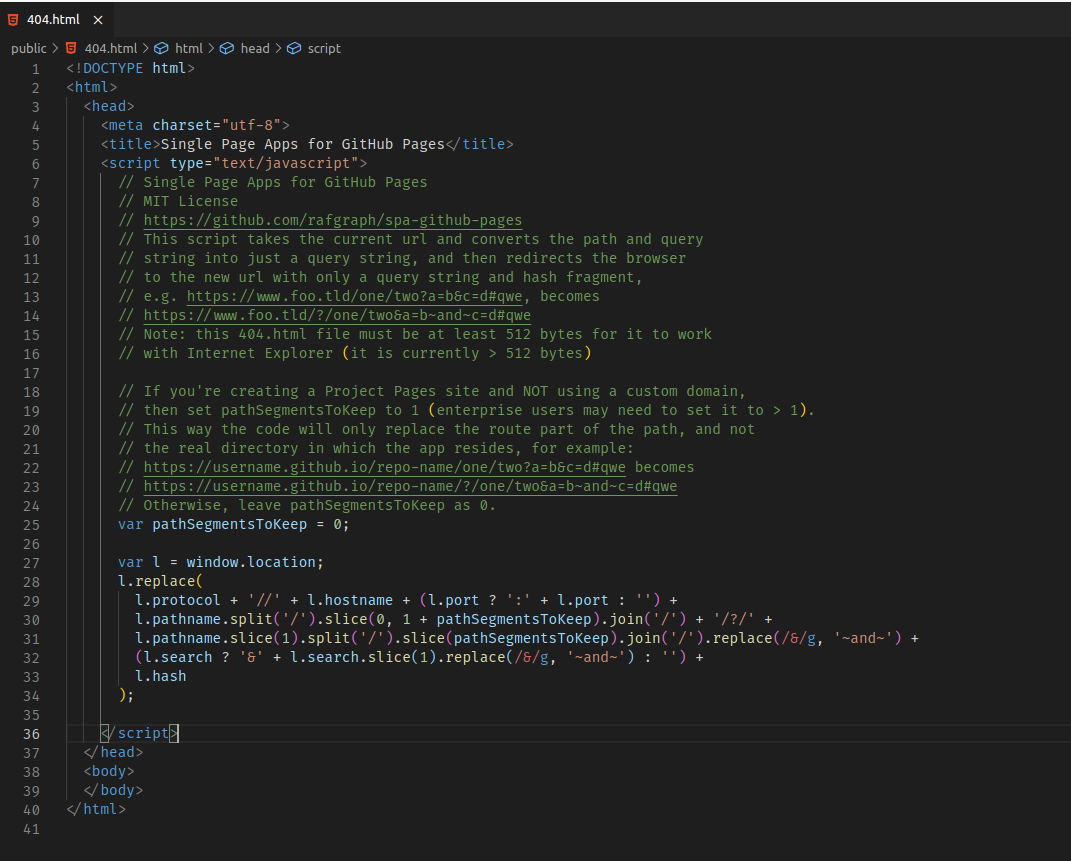 404.html
public > 404.html > html > head > script
1 <!DOCTYPE html>
2 <html>
3 <head>
4 <meta charset="utf-8">
5 <title>Single Page Apps for GitHub Pages</title>
6 <script type="text/javascript">
7 // Single Page Apps for GitHub Pages
8 // MIT License
9 // https://github.com/rafgraph/spa-github-pages
10 // This script takes the current url and converts the path and query
11 // string into just a query string, and then redirects the browser
12 // to the new url with only a query string and hash fragment,
13 // e.g. https://www.foo.tld/one/two?a=b&c=d#qwe, becomes
14 // https://www.foo.tld/?/one/two&a=b~and~c=d#qwe
15 // Note: this 404.html file must be at least 512 bytes for it to work
16 // with Internet Explorer (it is currently > 512 bytes)
17
18 // If you're creating a Project Pages site and NOT using a custom domain,
19 // then set pathSegmentsToKeep to 1 (enterprise users may need to set it to > 1).
20 // This way the code will only replace the route part of the path, and not
21 // the real directory in which the app resides, for example:
22 // https://username.github.io/repo-name/one/two?a=b&c=d#qwe becomes
23 // https://username.github.io/repo-name/?/one/two&a=b~and~c=d#qwe
24 // Otherwise, leave pathSegmentsToKeep as 0.
25 var pathSegmentsToKeep = 0;
26
27 var l = window.location;
28 l.replace(
29 l.protocol + '//' + l.hostname + (l.port ? ':' + l.port : '') +
30 l.pathname.split('/').slice(0, 1 + pathSegmentsToKeep).join('/') + '/?/' +
31 l.pathname.slice(1).split('/').slice(pathSegmentsToKeep).join('/').replace(/&/g, '~and~') +
32 (l.search ? '&' + l.search.slice(1).replace(/&/g, '~and~') : '') +
33 l.hash
34 );
35
36 </script>
37 </head>
38 <body>
39 </body>
40 </html>
41